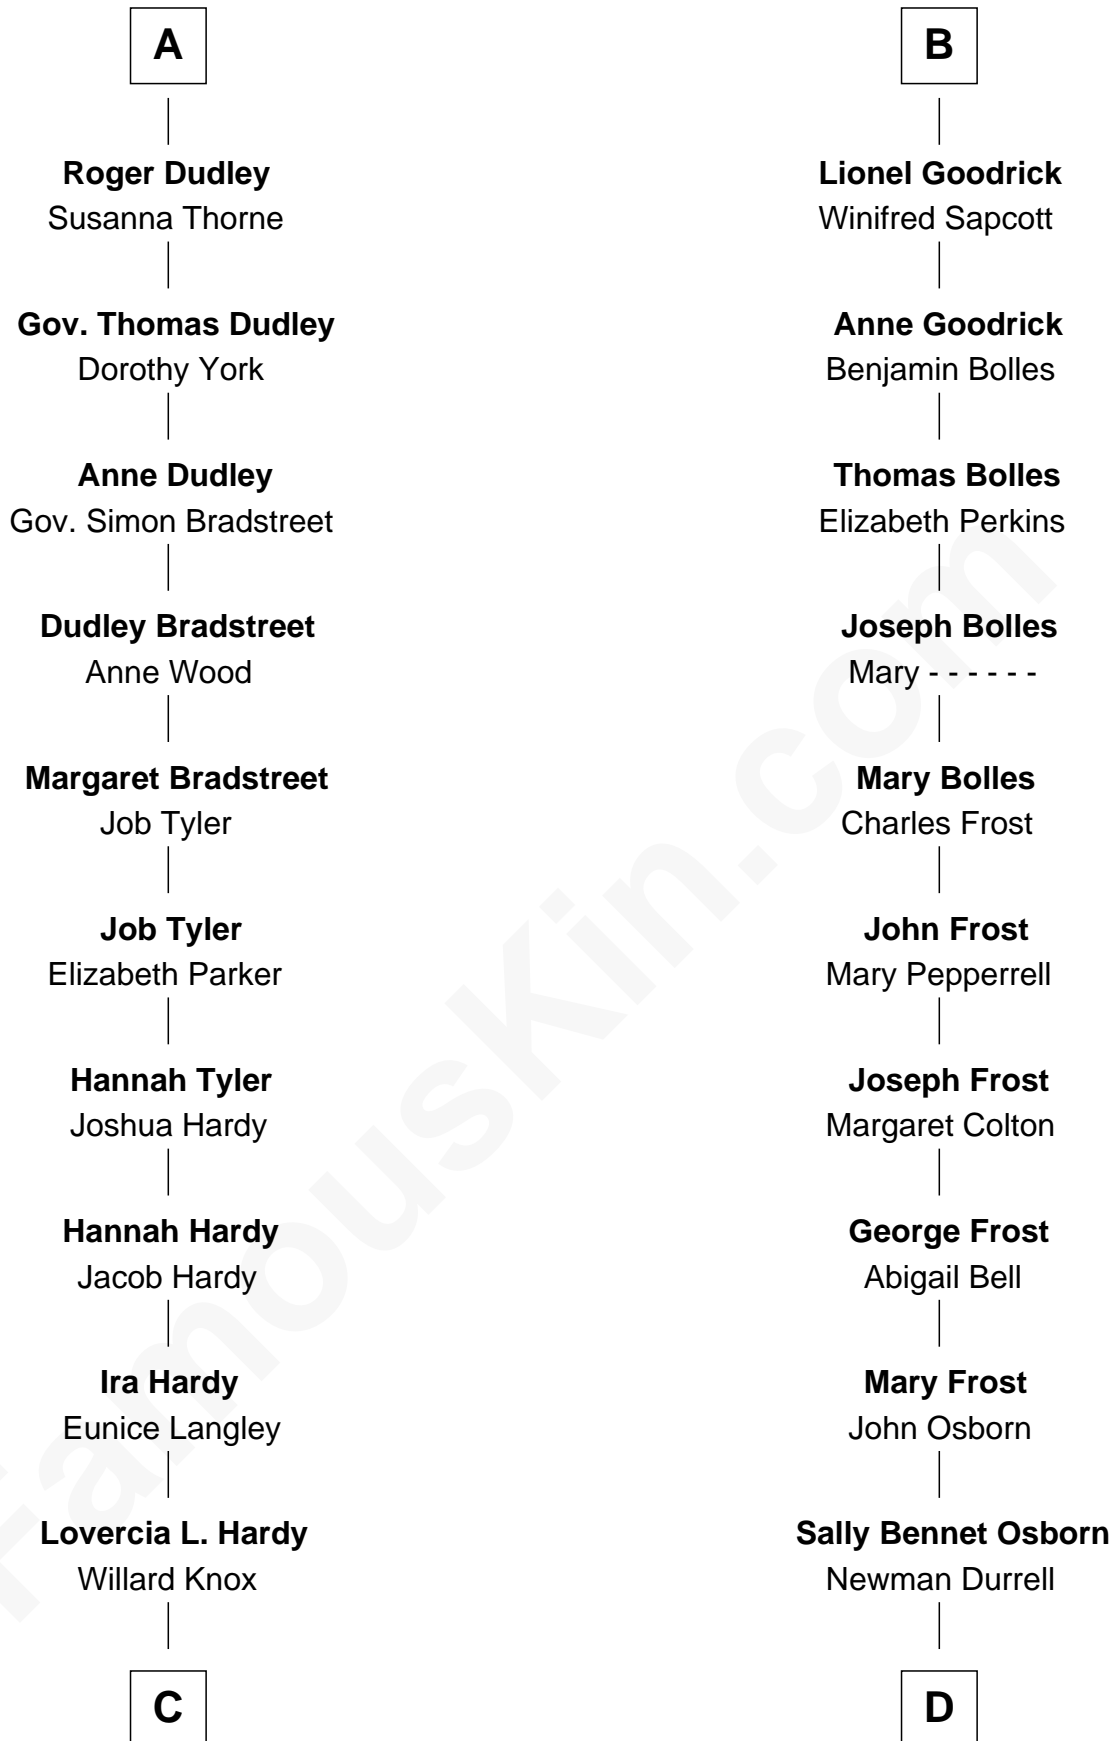 A
Roger Dudley
Susanna Thorne
Gov. Thomas Dudley
Dorothy York
Anne Dudley
Gov. Simon Bradstreet
Dudley Bradstreet
Anne Wood
Margaret Bradstreet
Job Tyler
Job Tyler
Elizabeth Parker
Hannah Tyler
Joshua Hardy
Hannah Hardy
Jacob Hardy
Ira Hardy
Eunice Langley
Lovercia L. Hardy
Willard Knox
C
B
Lionel Goodrick
Winifred Sapcott
Anne Goodrick
Benjamin Bolles
Thomas Bolles
Elizabeth Perkins
Joseph Bolles
Mary - - - - - -
Mary Bolles
Charles Frost
John Frost
Mary Pepperrell
Joseph Frost
Margaret Colton
George Frost
Abigail Bell
Mary Frost
John Osborn
Sally Bennet Osborn
Newman Durrell
D
FamousKin.com